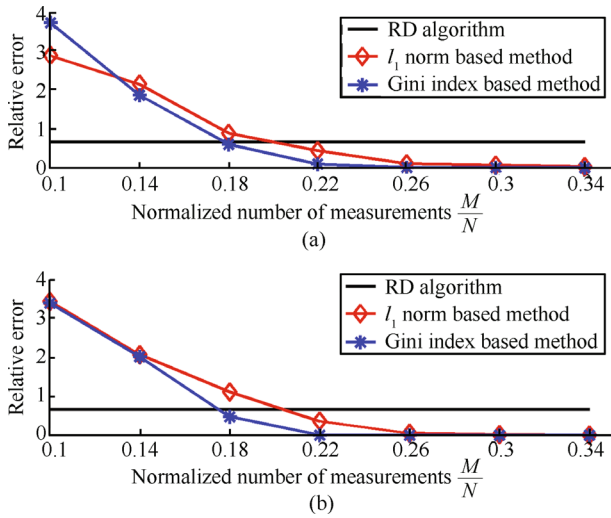 4
3
2
1
0
Relative error
RD algorithm
l₁ norm based method
Gini index based method
0.1 0.14 0.18 0.22 0.26 0.3 0.34
Normalized number of measurements M/N
(a)
4
3
2
1
0
Relative error
RD algorithm
l₁ norm based method
Gini index based method
0.1 0.14 0.18 0.22 0.26 0.3 0.34
Normalized number of measurements M/N
(b)